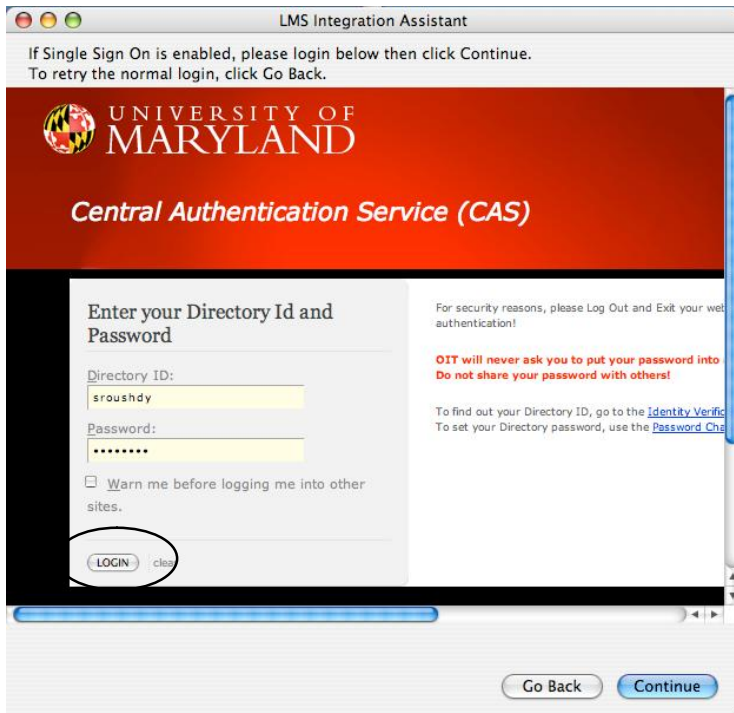 LMS Integration Assistant
If Single Sign On is enabled, please login below then click Continue.
To retry the normal login, click Go Back.
UNIVERSITY OF
MARYLAND
Central Authentication Service (CAS)
Enter your Directory Id and
Password
Directory ID:
sroushdy
Password:
••••••••
Warn me before logging me into other
sites.
LOGIN clea
For security reasons, please Log Out and Exit your web
authentication!
OIT will never ask you to put your password into
Do not share your password with others!
To find out your Directory ID, go to the Identity Verific
To set your Directory password, use the Password Cha
Go Back Continue